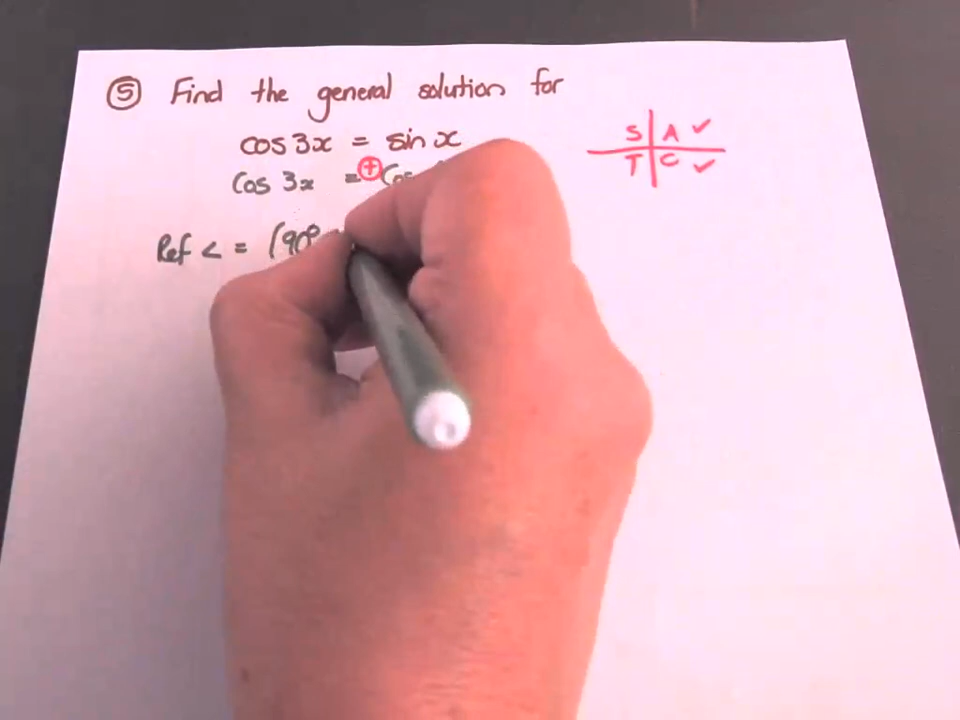 ⑤ Find the general solution for
cos 3x = sin x
Cos 3x = ⊕ Cos
Ref < = (90°
S A ✓
T C ✓